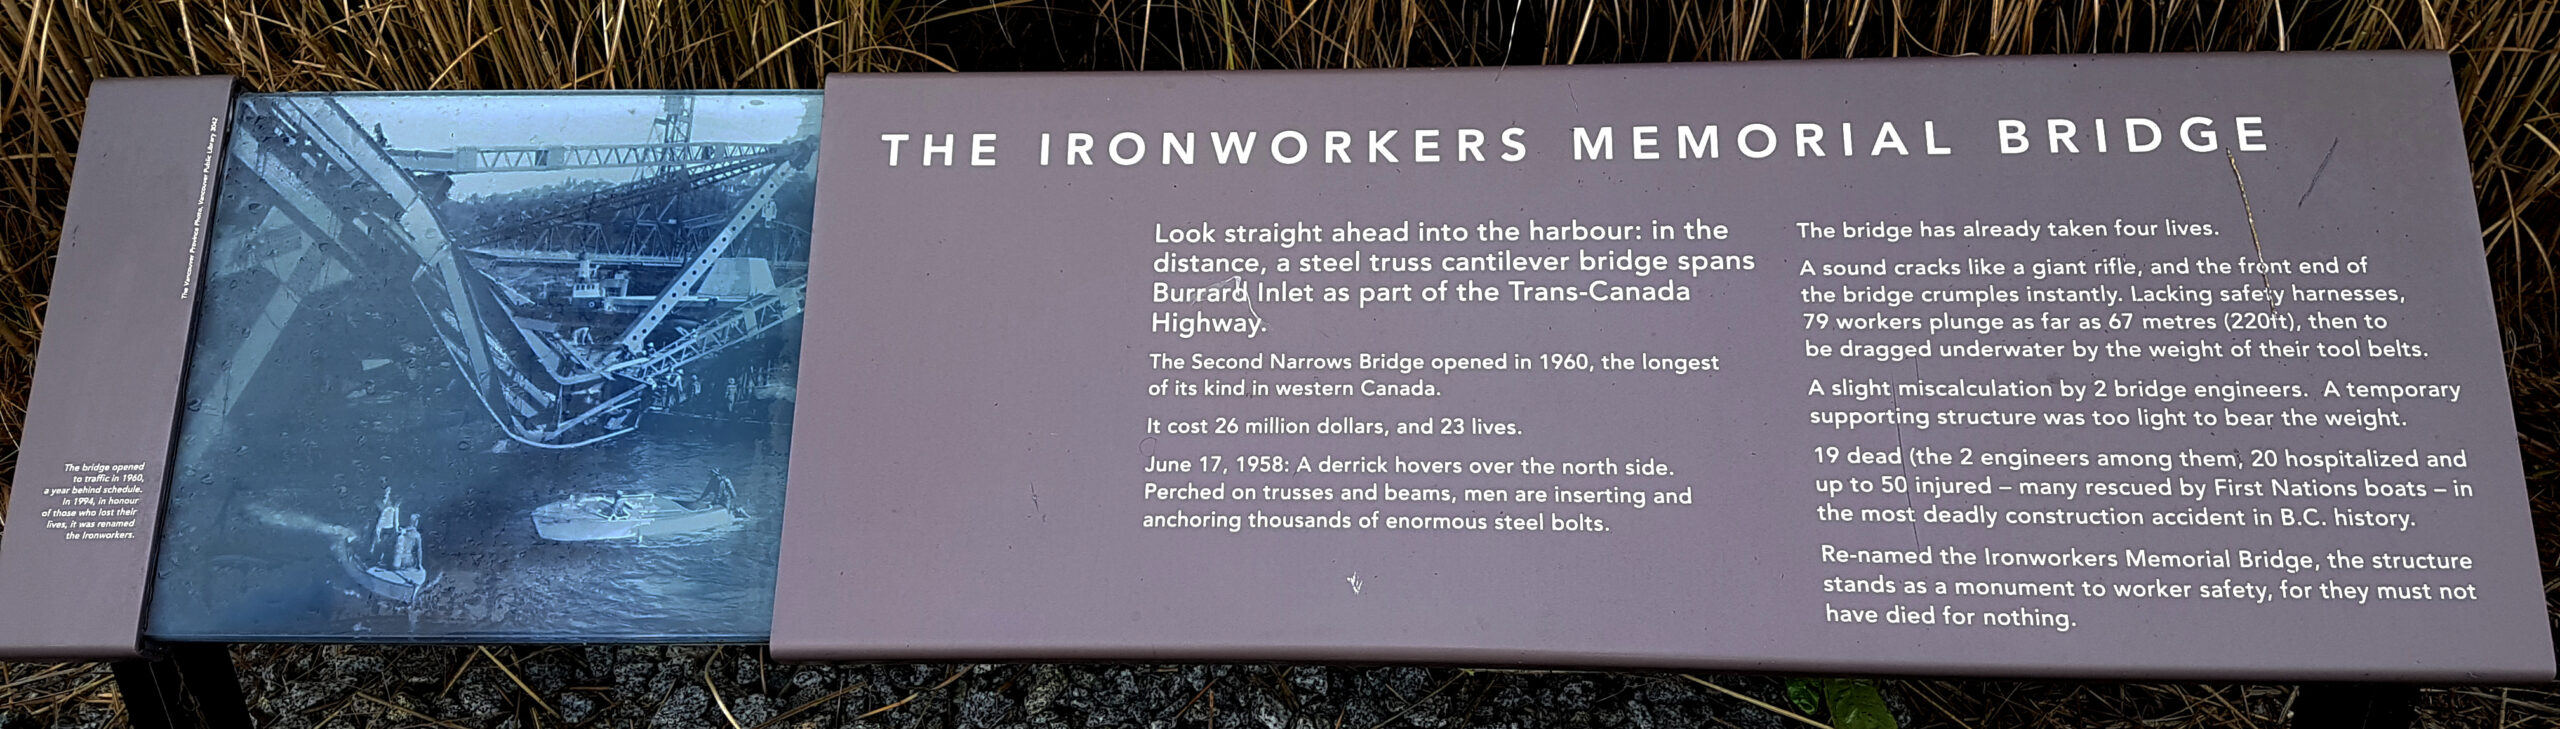 The Vancouver Province Photo, Vancouver Public Library 3042
The bridge opened
to traffic in 1960,
a year behind schedule.
In 1994, in honour
of those who lost their
lives, it was renamed
the Ironworkers.
THE IRONWORKERS MEMORIAL BRIDGE
Look straight ahead into the harbour: in the
distance, a steel truss cantilever bridge spans
Burrard Inlet as part of the Trans-Canada
Highway.
The Second Narrows Bridge opened in 1960, the longest
of its kind in western Canada.
It cost 26 million dollars, and 23 lives.
June 17, 1958: A derrick hovers over the north side.
Perched on trusses and beams, men are inserting and
anchoring thousands of enormous steel bolts.
The bridge has already taken four lives.
A sound cracks like a giant rifle, and the front end of
the bridge crumples instantly. Lacking safety harnesses,
79 workers plunge as far as 67 metres (220ft), then to
be dragged underwater by the weight of their tool belts.
A slight miscalculation by 2 bridge engineers. A temporary
supporting structure was too light to bear the weight.
19 dead (the 2 engineers among them, 20 hospitalized and
up to 50 injured – many rescued by First Nations boats – in
the most deadly construction accident in B.C. history.
Re-named the Ironworkers Memorial Bridge, the structure
stands as a monument to worker safety, for they must not
have died for nothing.